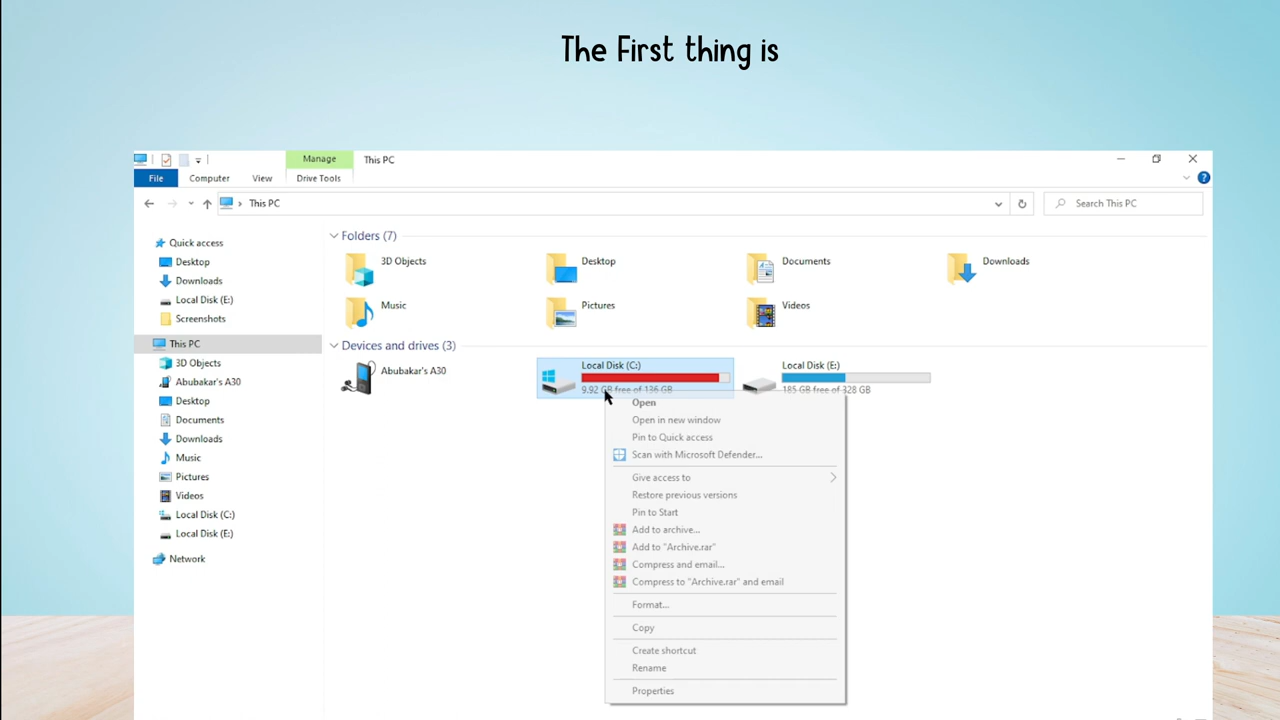 The First thing is
Manage
This PC
File
Computer
View
Drive Tools
This PC
Search This PC
Quick access
Desktop
Downloads
Local Disk (E:)
Screenshots
This PC
3D Objects
Abubakar's A30
Desktop
Documents
Downloads
Music
Pictures
Videos
Local Disk (C:)
Local Disk (E:)
Network
Folders (7)
3D Objects
Desktop
Documents
Downloads
Music
Pictures
Videos
Devices and drives (3)
Abubakar's A30
Local Disk (C:)
9.92 GB free of 136 GB
Local Disk (E:)
185 GB free of 328 GB
Open
Open in new window
Pin to Quick access
Scan with Microsoft Defender...
Give access to
Restore previous versions
Pin to Start
Add to archive...
Add to "Archive.rar"
Compress and email...
Compress to "Archive.rar" and email
Format...
Copy
Create shortcut
Rename
Properties